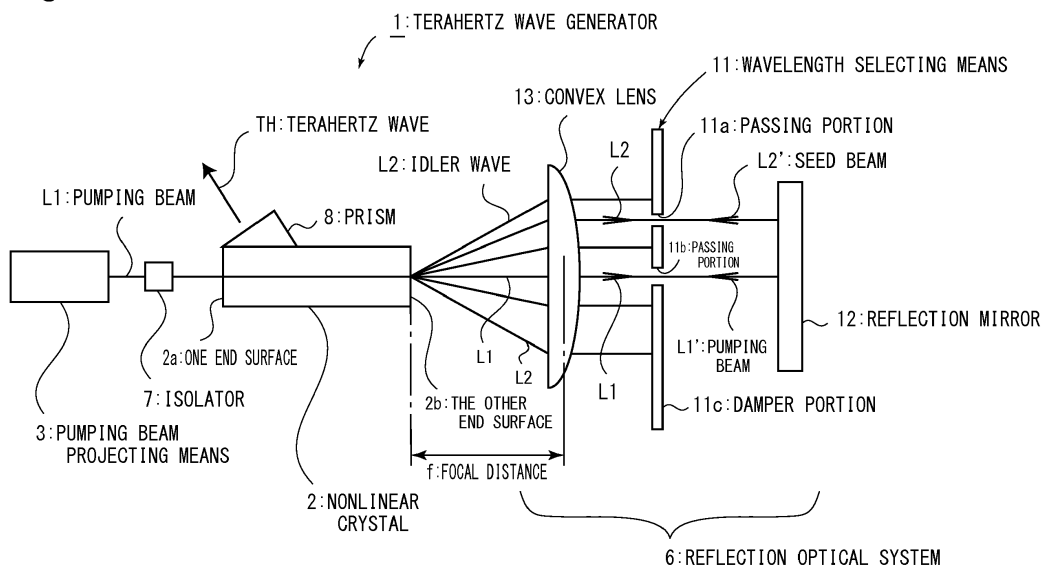 1:TERAHERTZ WAVE GENERATOR
11:WAVELENGTH SELECTING MEANS
13:CONVEX LENS
11a:PASSING PORTION
TH:TERAHERTZ WAVE
L2
L2':SEED BEAM
L2:IDLER WAVE
L1:PUMPING BEAM
8:PRISM
11b:PASSING
PORTION
12:REFLECTION MIRROR
2a:ONE END SURFACE
L1
L2
L1
L1':PUMPING
BEAM
7:ISOLATOR
2b:THE OTHER
END SURFACE
11c:DAMPER PORTION
3:PUMPING BEAM
PROJECTING MEANS
f:FOCAL DISTANCE
2:NONLINEAR
CRYSTAL
6:REFLECTION OPTICAL SYSTEM